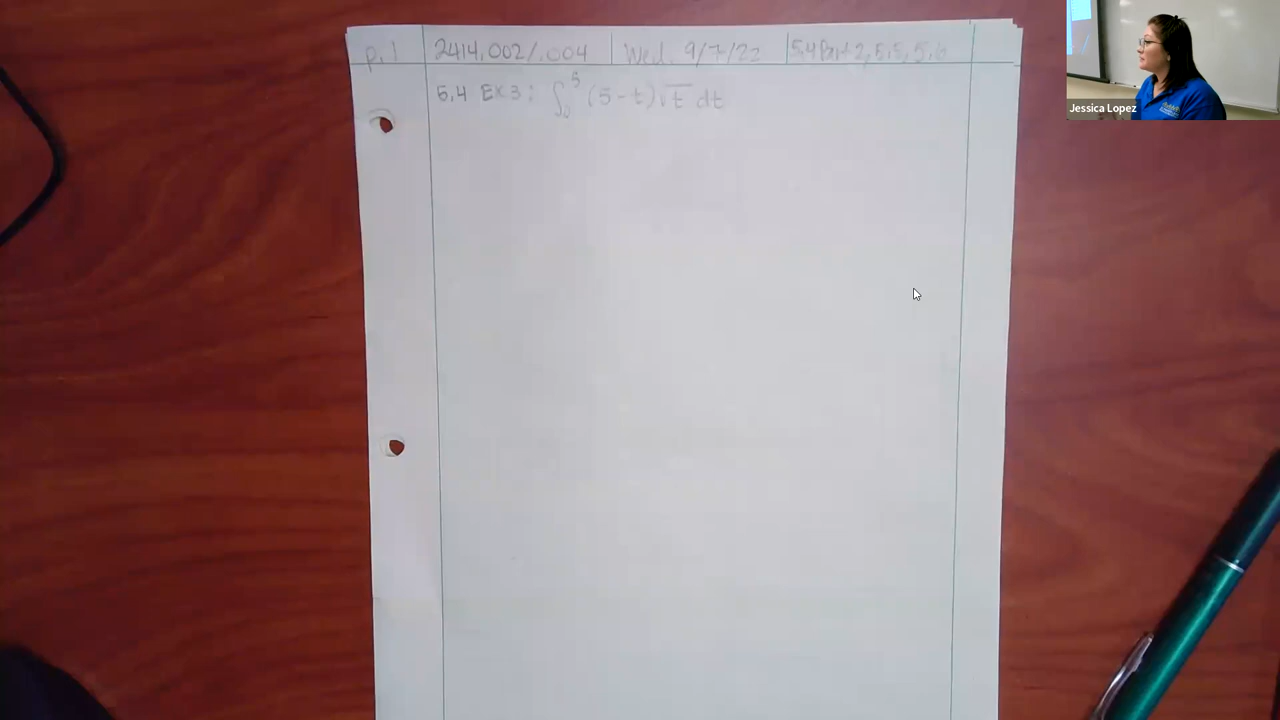 p. 1 2414.002/.004 Wed. 9/7/22 5.4 Part 2, 5.5, 5.6
5.4 Ex 3: ∫₀⁵ (5-t)√t dt
Jessica Lopez